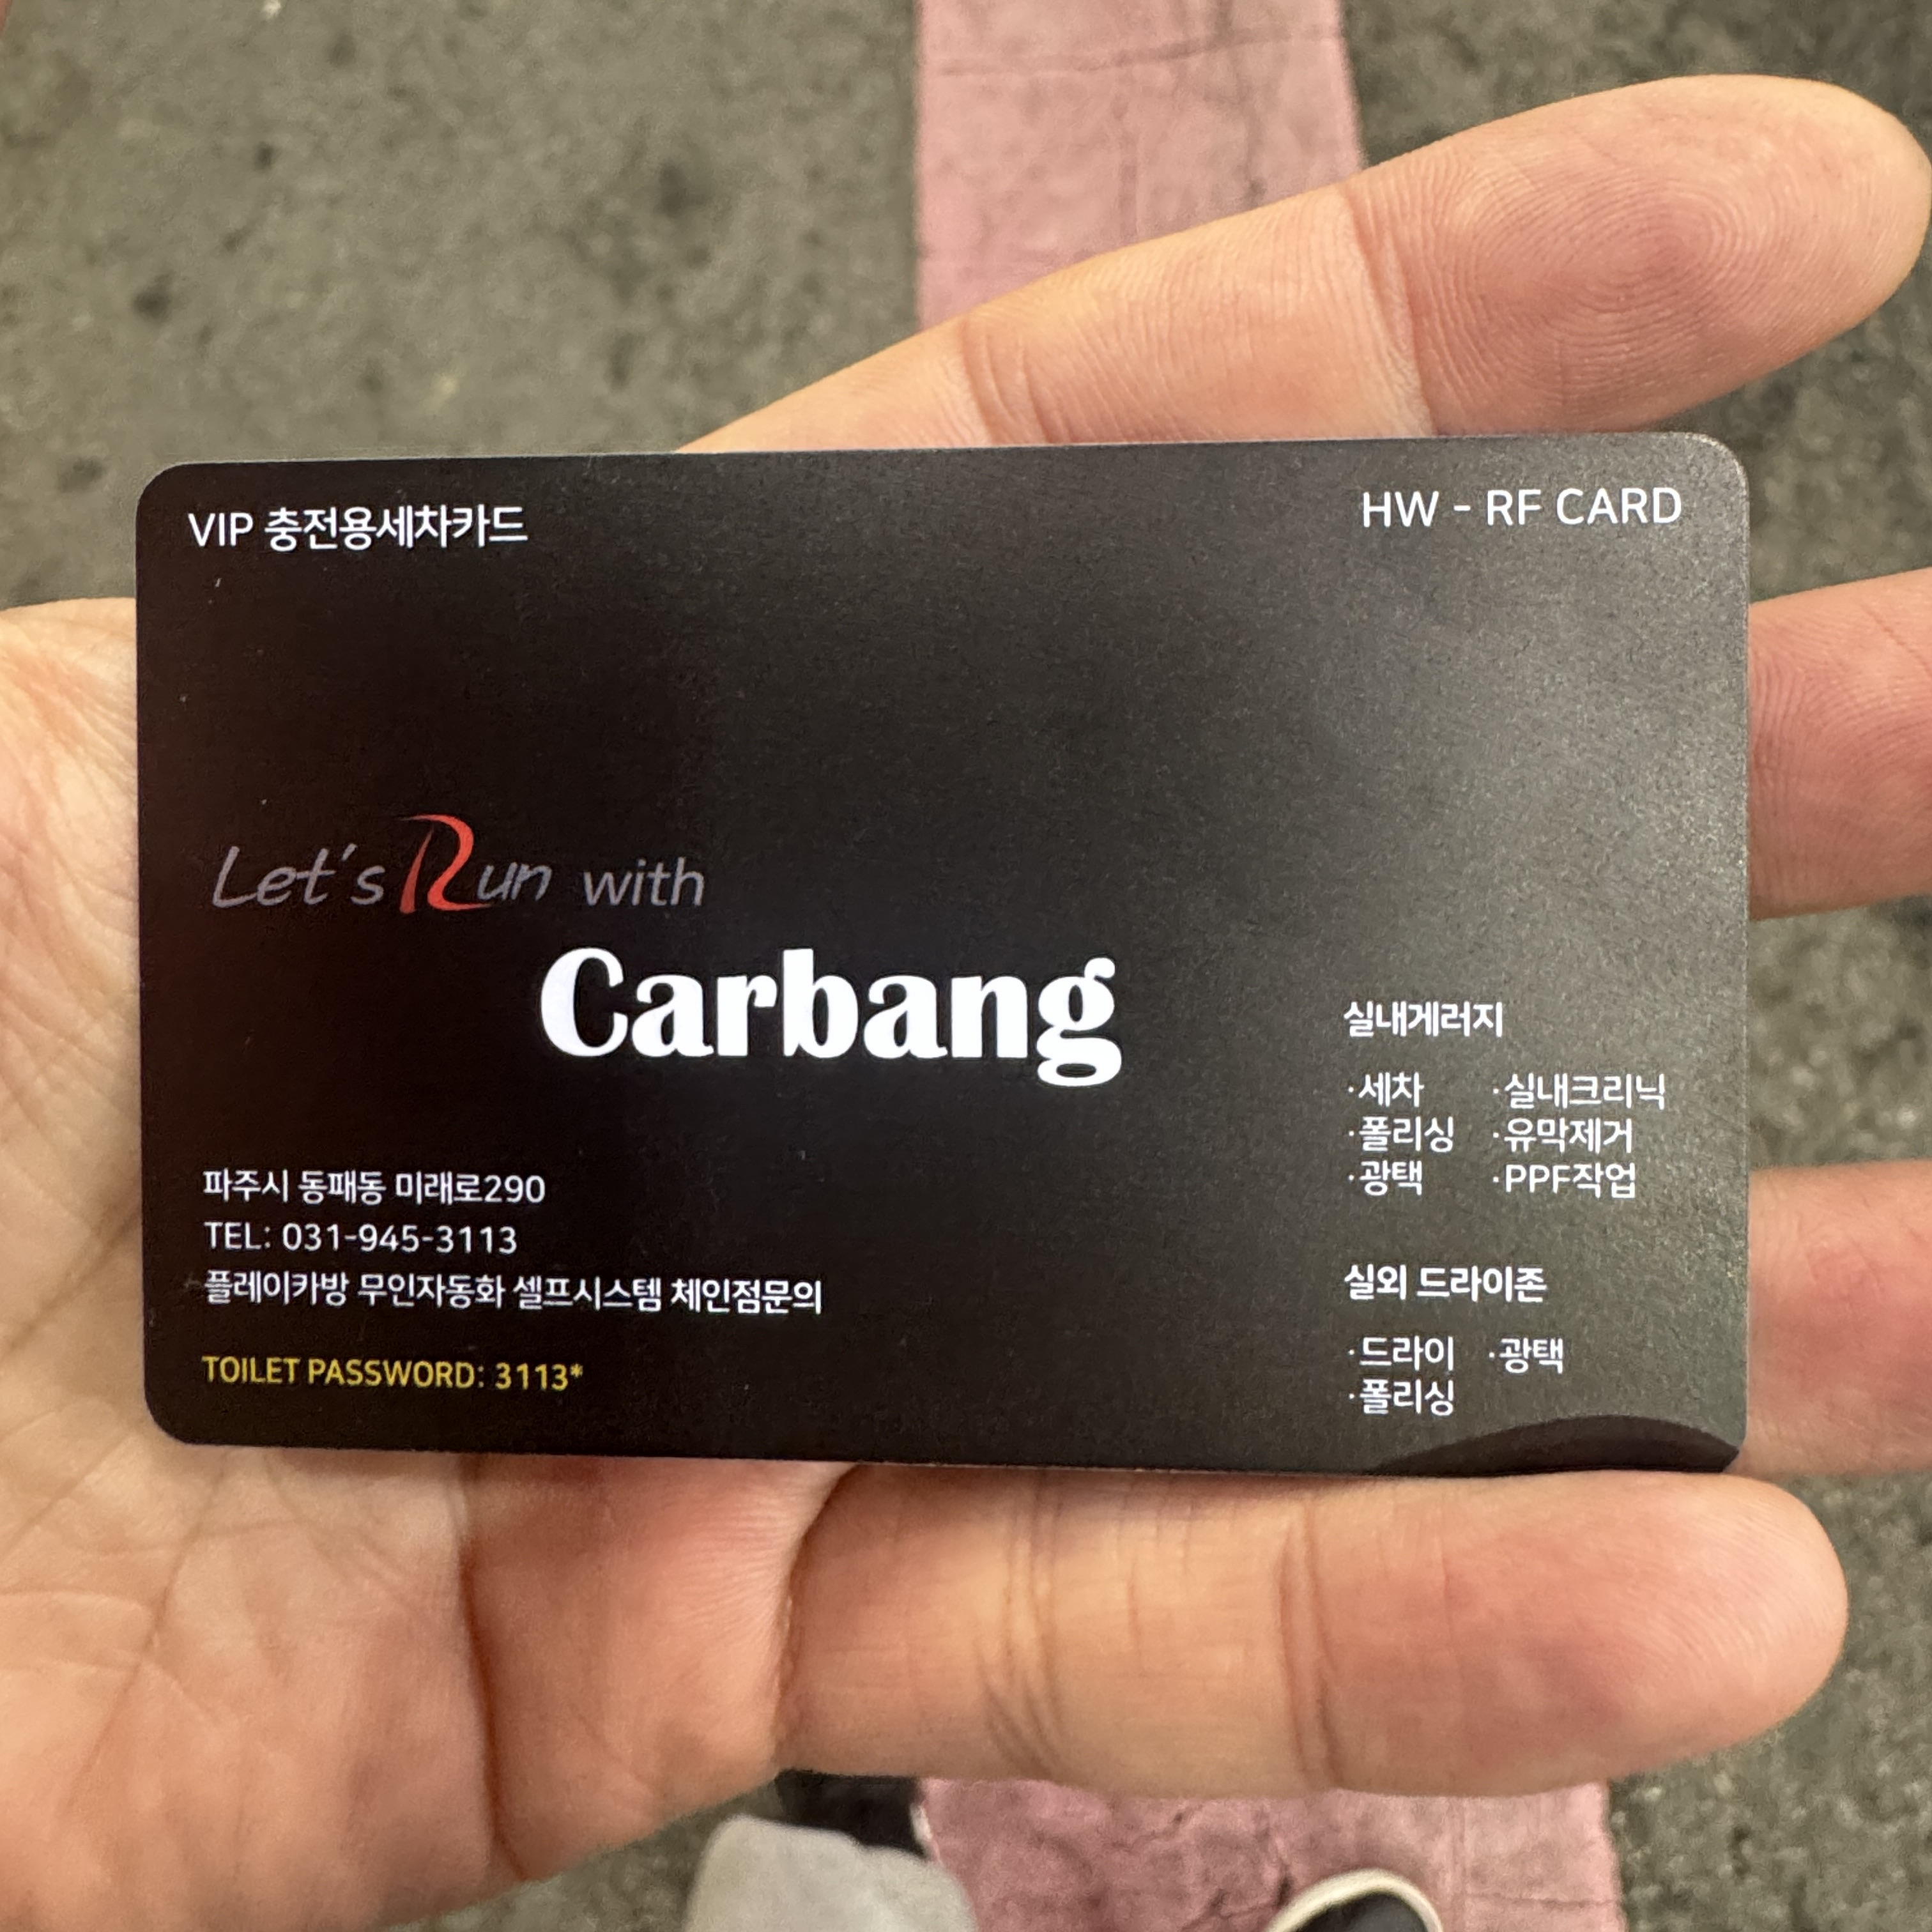 VIP 충전용세차카드
HW - RF CARD
Let's Run with
Carbang
파주시 동패동 미래로290
TEL: 031-945-3113
플레이카방 무인자동화 셀프시스템 체인점문의
TOILET PASSWORD: 3113*
실내게러지
·세차 ·실내크리닉
·폴리싱 ·유막제거
·광택 ·PPF작업
실외 드라이존
·드라이 ·광택
·폴리싱